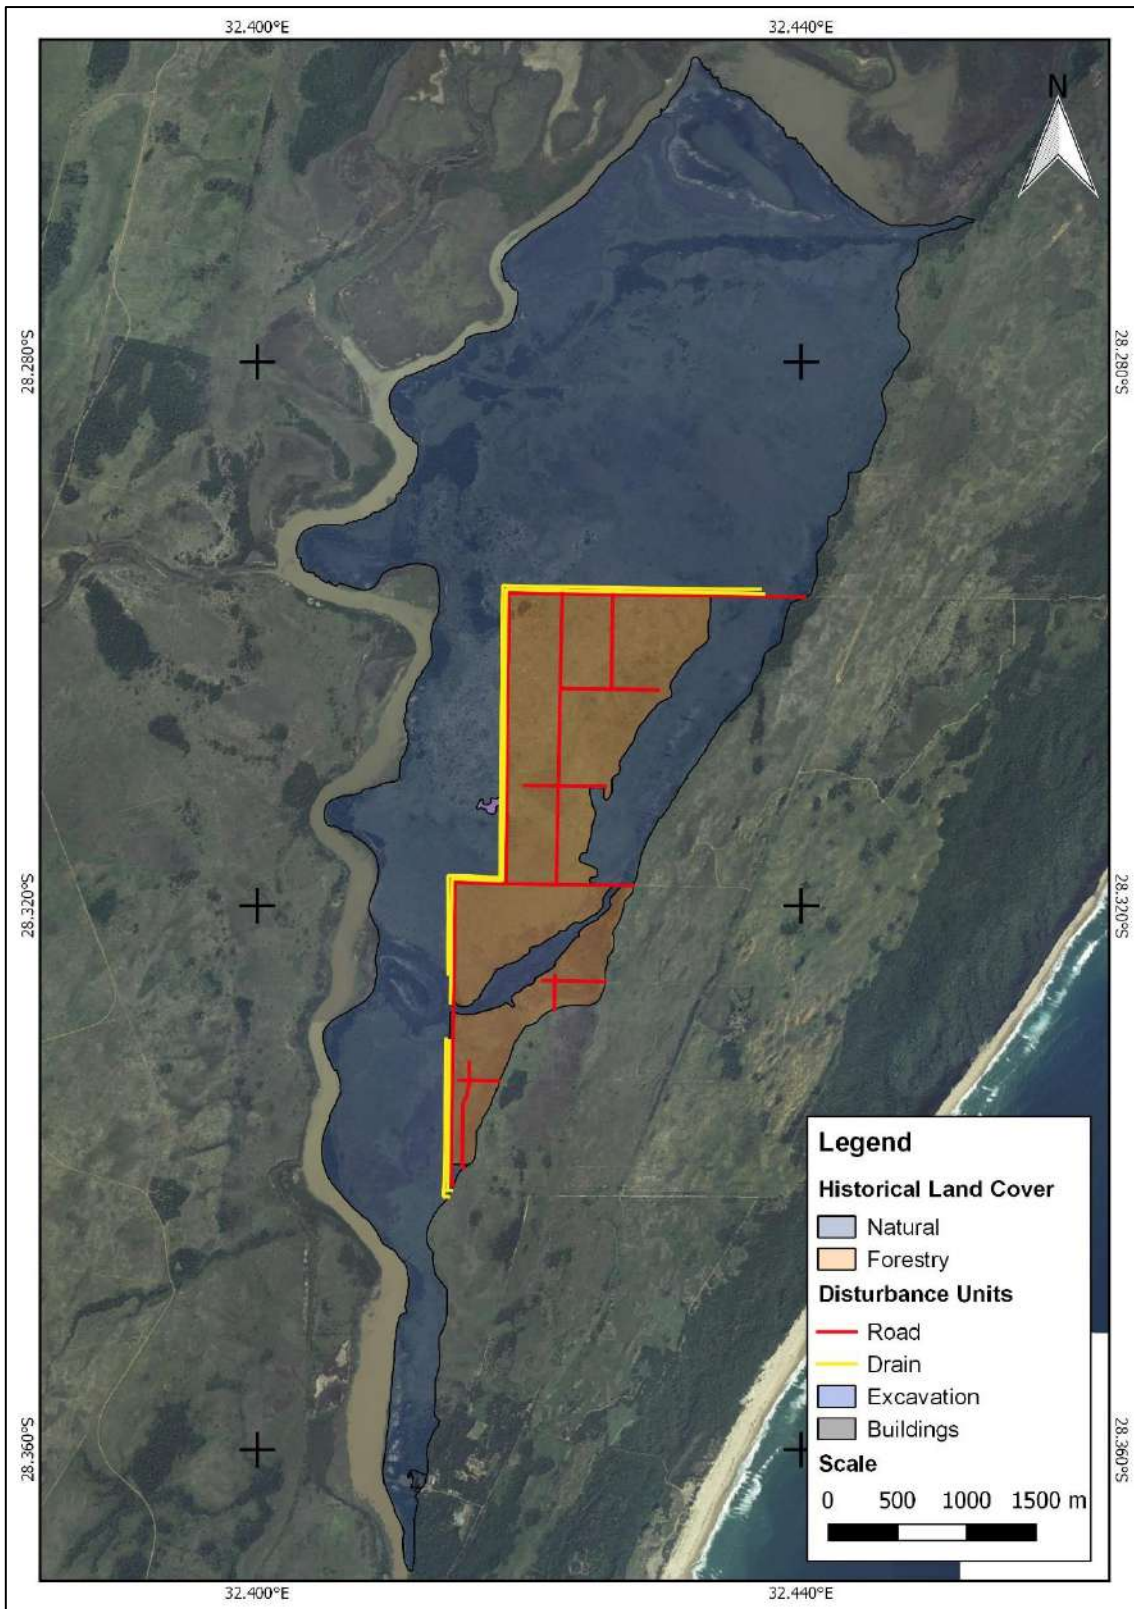 32.400°E
32.440°E
N
28.280°S
28.280°S
28.320°S
28.320°S
28.360°S
28.360°S
Legend
Historical Land Cover
Natural
Forestry
Disturbance Units
Road
Drain
Excavation
Buildings
Scale
0 500 1000 1500 m
32.400°E
32.440°E